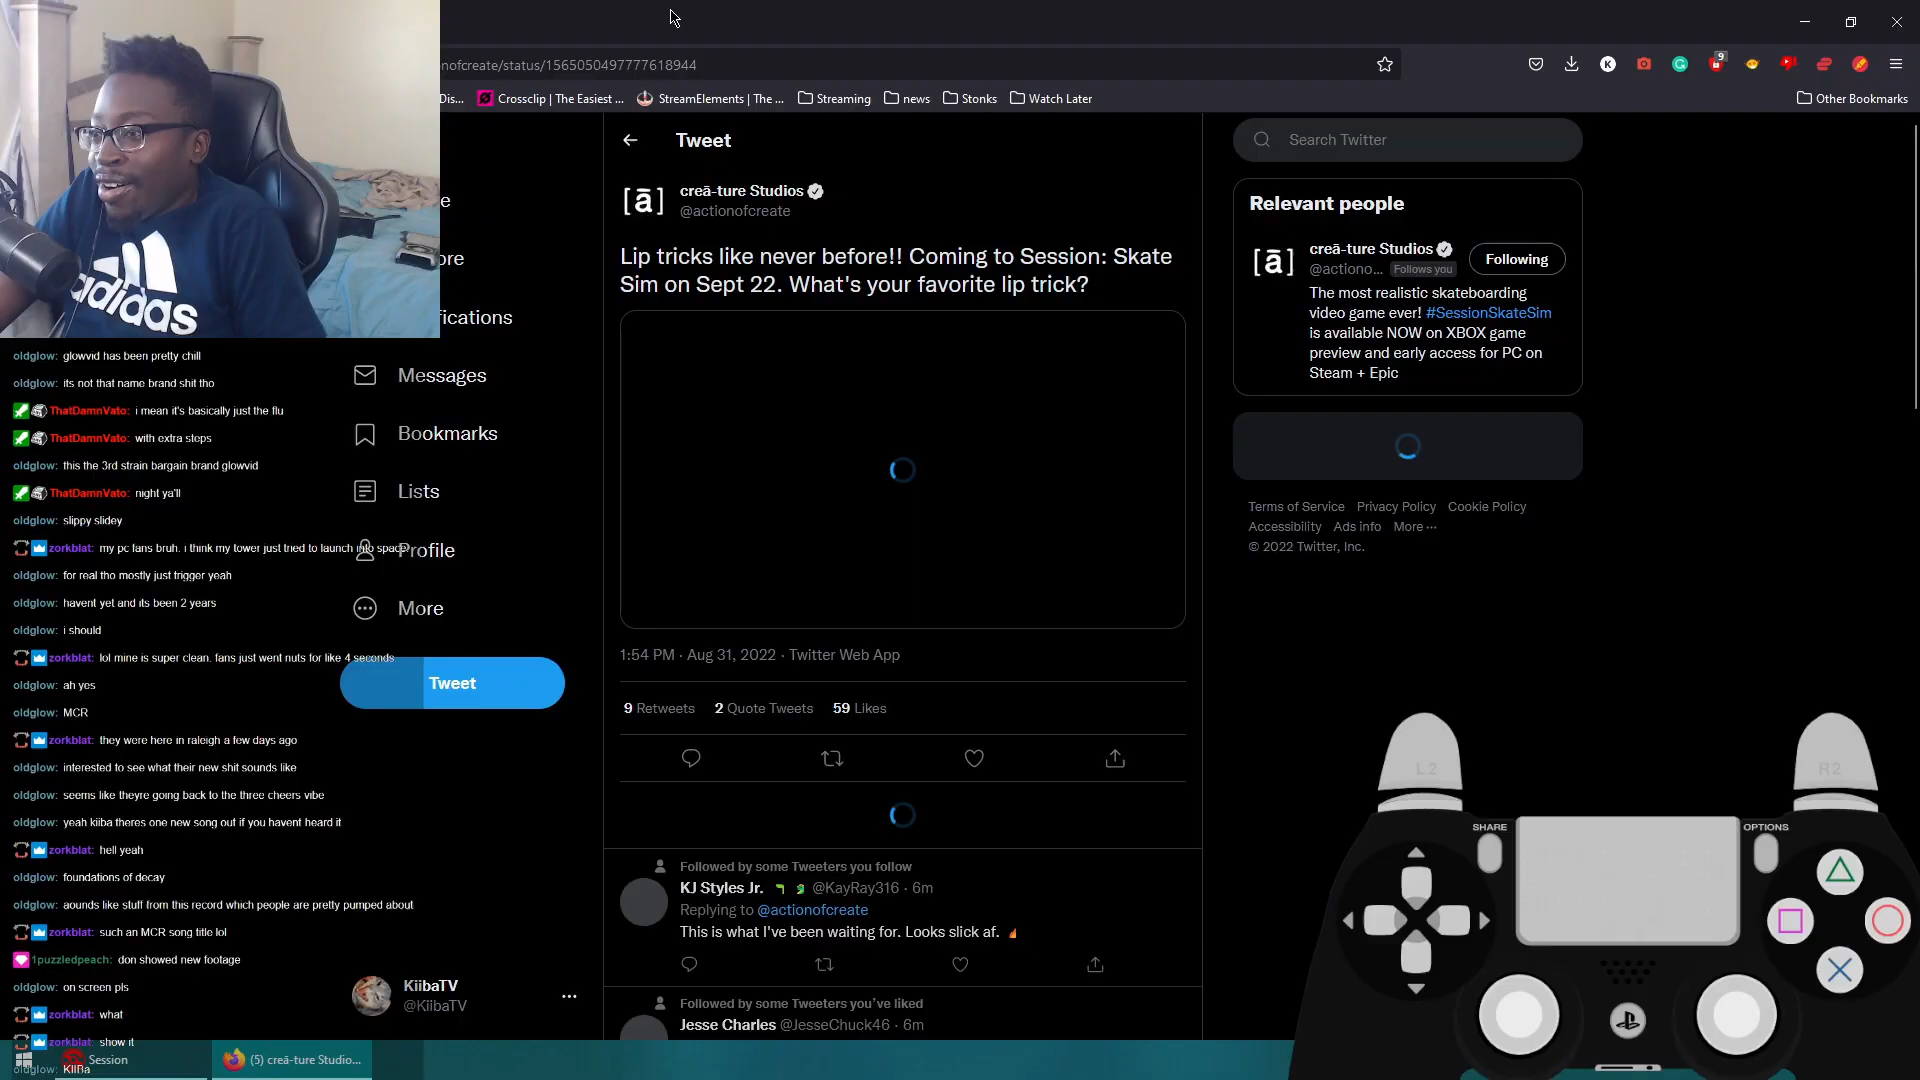 nofcreate/status/1565050497777618944
9
Dis...
Crossclip | The Easiest ...
StreamElements | The ...
Streaming
news
Stonks
Watch Later
Other Bookmarks
adidas
oldglow: glowvid has been pretty chill
oldglow: its not that name brand shit tho
ThatDamnVato: i mean it's basically just the flu
ThatDamnVato: with extra steps
oldglow: this the 3rd strain bargain brand glowvid
ThatDamnVato: night ya'll
oldglow: slippy slidey
zorkblat: my pc fans bruh. i think my tower just tried to launch into space
oldglow: for real tho mostly just trigger yeah
oldglow: havent yet and its been 2 years
oldglow: i should
zorkblat: lol mine is super clean. fans just went nuts for like 4 seconds
oldglow: ah yes
oldglow: MCR
zorkblat: they were here in raleigh a few days ago
oldglow: interested to see what their new shit sounds like
oldglow: seems like theyre going back to the three cheers vibe
oldglow: yeah kiiba theres one new song out if you havent heard it
zorkblat: hell yeah
oldglow: foundations of decay
oldglow: aounds like stuff from this record which people are pretty pumped about
zorkblat: such an MCR song title lol
1puzzledpeach: don showed new footage
oldglow: on screen pls
zorkblat: what
zorkblat: show it
oldglow: KiiBa
e
ore
ifications
Messages
Bookmarks
Lists
Profile
More
Tweet
KiibaTV
@KiibaTV
Tweet
[ā]
creā-ture Studios
@actionofcreate
Lip tricks like never before!! Coming to Session: Skate
Sim on Sept 22. What's your favorite lip trick?
1:54 PM · Aug 31, 2022 · Twitter Web App
9 Retweets 2 Quote Tweets 59 Likes
Followed by some Tweeters you follow
KJ Styles Jr. @KayRay316 · 6m
Replying to @actionofcreate
This is what I've been waiting for. Looks slick af.
Followed by some Tweeters you've liked
Jesse Charles @JesseChuck46 · 6m
Search Twitter
Relevant people
[ā]
creā-ture Studios
@actiono... Follows you
Following
The most realistic skateboarding
video game ever! #SessionSkateSim
is available NOW on XBOX game
preview and early access for PC on
Steam + Epic
Terms of Service Privacy Policy Cookie Policy
Accessibility Ads info More ···
© 2022 Twitter, Inc.
L2
R2
SHARE
OPTIONS
Session
(5) creā-ture Studio...